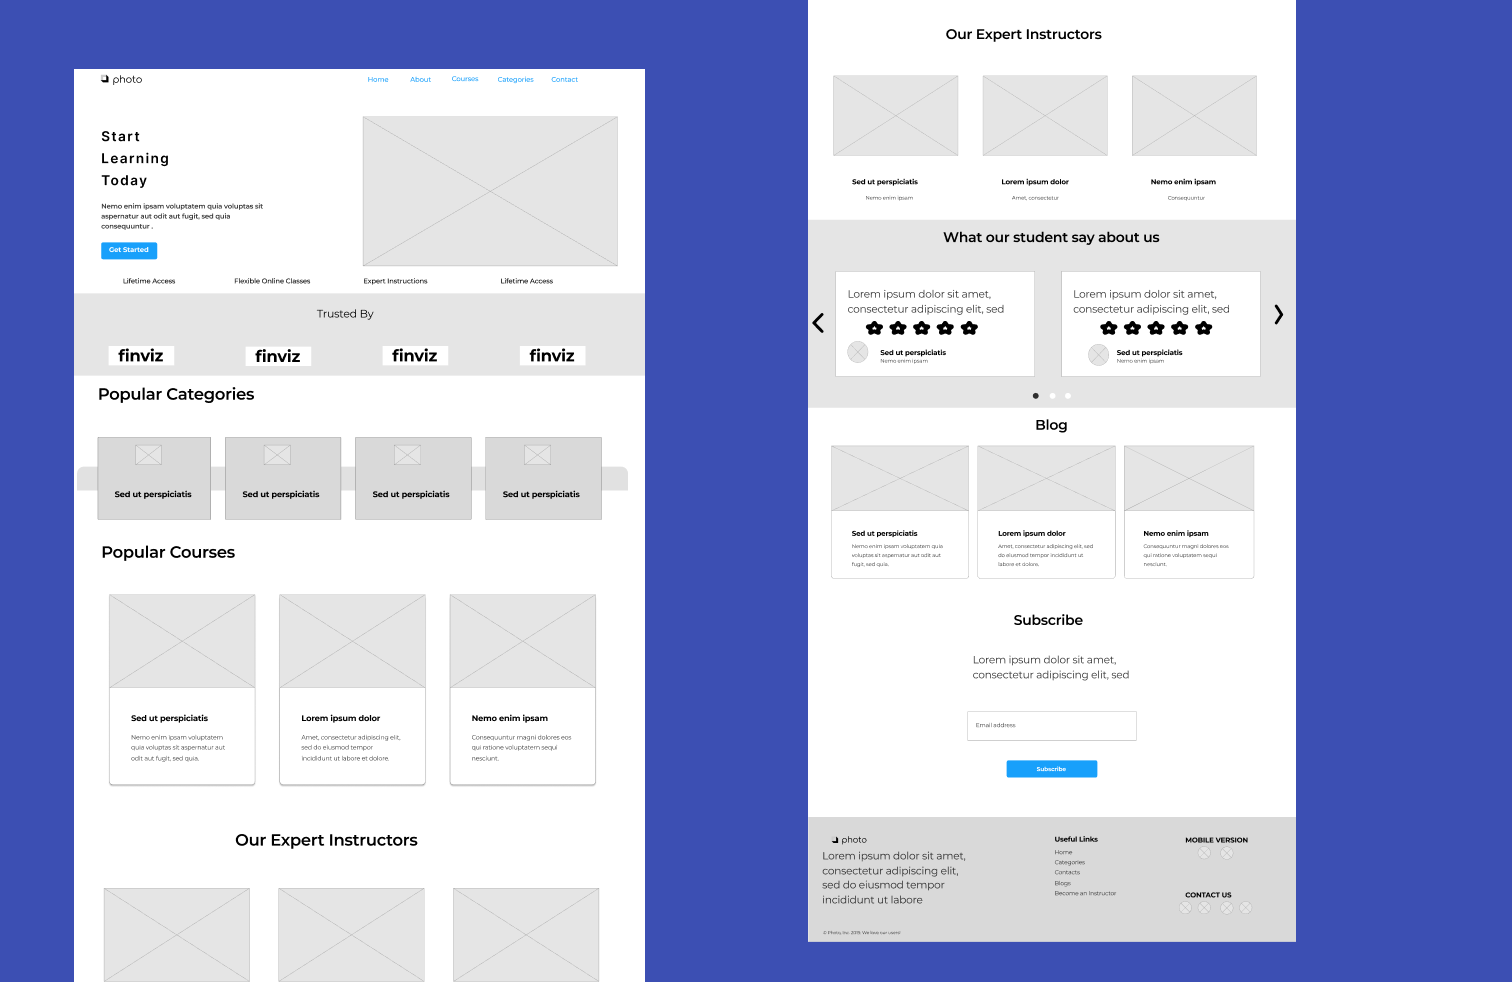 photo
Home About Courses Categories Contact
Start
Learning
Today
Nemo enim ipsam voluptatem quia voluptas sit
aspernatur aut odit aut fugit, sed quia
consequuntur .
Get Started
Lifetime Access Flexible Online Classes Expert Instructions Lifetime Access
Trusted By
finviz finviz finviz finviz
Popular Categories
Sed ut perspiciatis Sed ut perspiciatis Sed ut perspiciatis Sed ut perspiciatis
Popular Courses
Sed ut perspiciatis
Nemo enim ipsam voluptatem
quia voluptas sit aspernatur aut
odit aut fugit, sed quia.
Lorem ipsum dolor
Amet, consectetur adipiscing elit,
sed do eiusmod tempor
incididunt ut labore et dolore.
Nemo enim ipsam
Consequuntur magni dolores eos
qui ratione voluptatem sequi
nesciunt.
Our Expert Instructors
Our Expert Instructors
Sed ut perspiciatis
Nemo enim ipsam
Lorem ipsum dolor
Amet, consectetur
Nemo enim ipsam
Consequuntur
What our student say about us
Lorem ipsum dolor sit amet,
consectetur adipiscing elit, sed
Sed ut perspiciatis
Nemo enim ipsam
Lorem ipsum dolor sit amet,
consectetur adipiscing elit, sed
Sed ut perspiciatis
Nemo enim ipsam
Blog
Sed ut perspiciatis
Nemo enim ipsam voluptatem quia
voluptas sit aspernatur aut odit aut
fugit, sed quia.
Lorem ipsum dolor
Amet, consectetur adipiscing elit, sed
do eiusmod tempor incididunt ut
labore et dolore.
Nemo enim ipsam
Consequuntur magni dolores eos
qui ratione voluptatem sequi
nesciunt.
Subscribe
Lorem ipsum dolor sit amet,
consectetur adipiscing elit, sed
Email address
Subscribe
photo
Lorem ipsum dolor sit amet,
consectetur adipiscing elit,
sed do eiusmod tempor
incididunt ut labore
© Photo, Inc. 2019. We love our users!
Useful Links
Home
Categories
Contacts
Blogs
Become an Instructor
MOBILE VERSION
CONTACT US